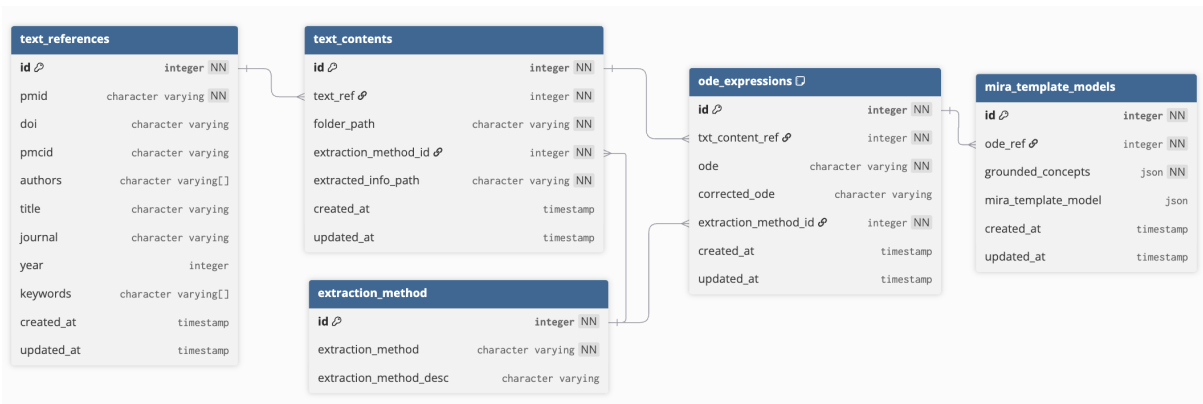 text_references
id integer NN
pmid character varying NN
doi character varying
pmcid character varying
authors character varying[]
title character varying
journal character varying
year integer
keywords character varying[]
created_at timestamp
updated_at timestamp
text_contents
id integer NN
text_ref integer NN
folder_path character varying NN
extraction_method_id integer NN
extracted_info_path character varying NN
created_at timestamp
updated_at timestamp
extraction_method
id integer NN
extraction_method character varying NN
extraction_method_desc character varying
ode_expressions
id integer NN
txt_content_ref integer NN
ode character varying NN
corrected_ode character varying
extraction_method_id integer NN
created_at timestamp
updated_at timestamp
mira_template_models
id integer NN
ode_ref integer NN
grounded_concepts json NN
mira_template_model json
created_at timestamp
updated_at timestamp